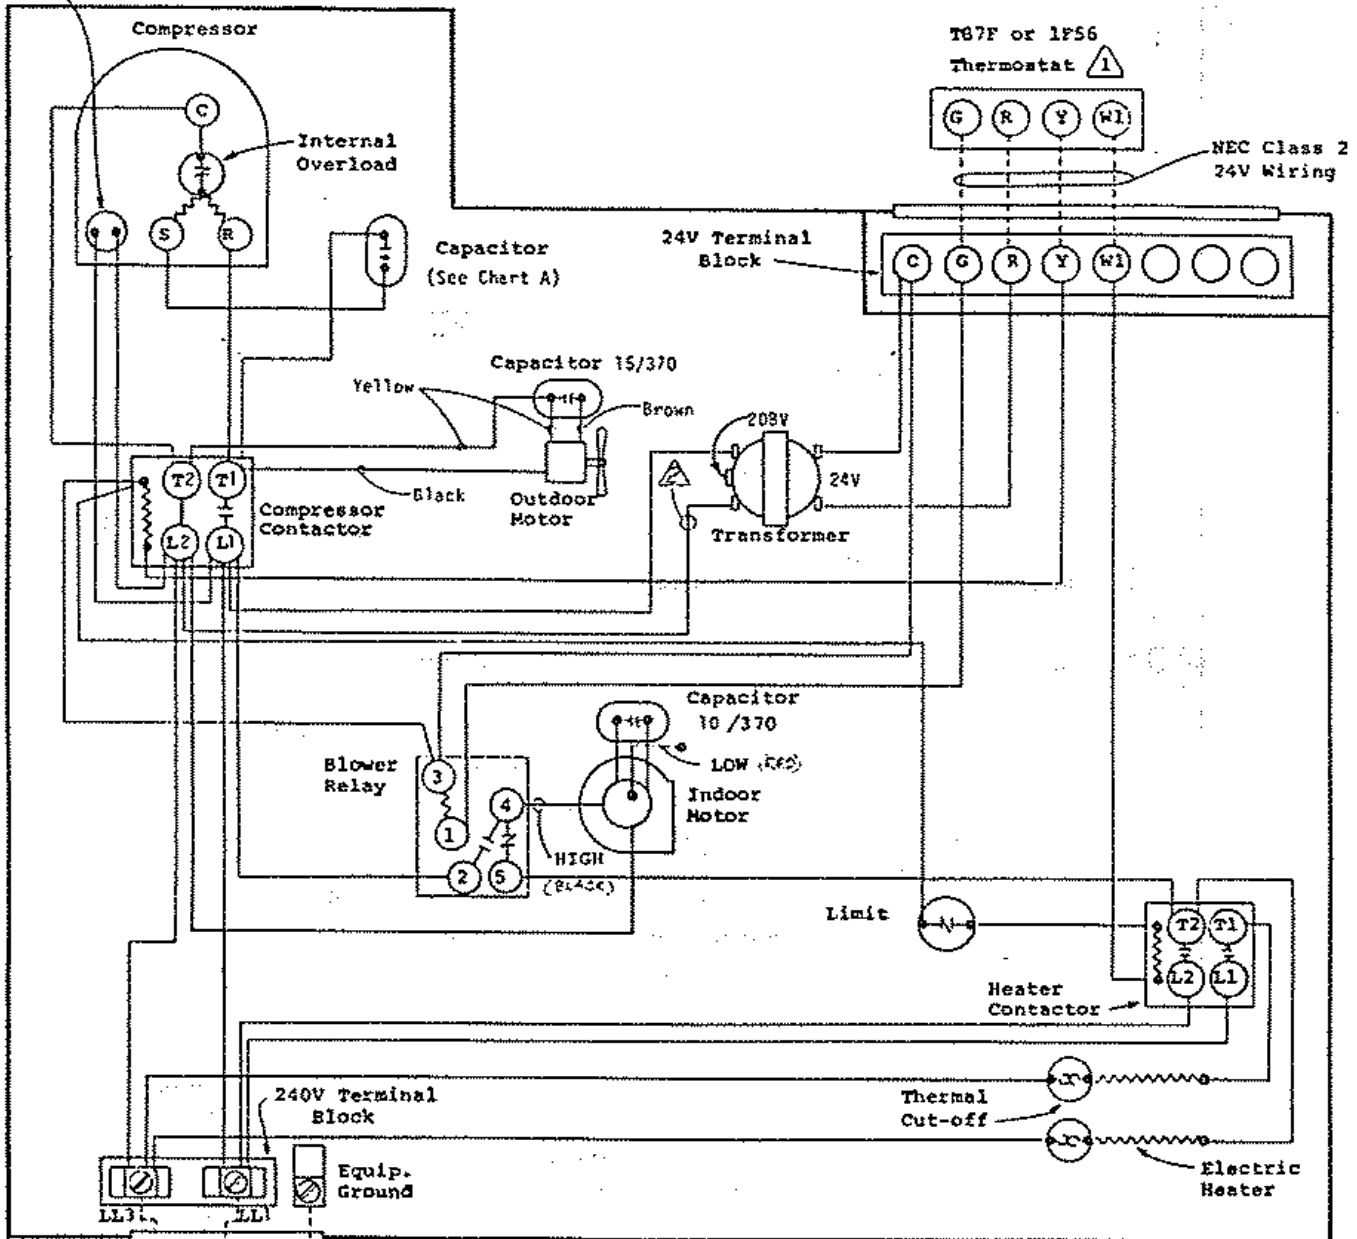 Compressor
T87F or 1F56
Thermostat 1
G R Y W1
C
Internal
Overload
NEC Class 2
24V Wiring
S R
Capacitor
(See Chart A)
24V Terminal
Block
C G R Y W1
Capacitor 15/370
Yellow
Brown
208V
24V
T2 T1
Black
Outdoor
Motor
Compressor
Contactor
Transformer
L2 L1
Capacitor
10/370
LOW (RED)
Blower
Relay
3
Indoor
Motor
4
1
HIGH
(BLACK)
2 5
Limit
T2 T1
L2 L1
Heater
Contactor
240V Terminal
Block
Thermal
Cut-off
Equip.
Ground
Electric
Heater
LL3 LL1